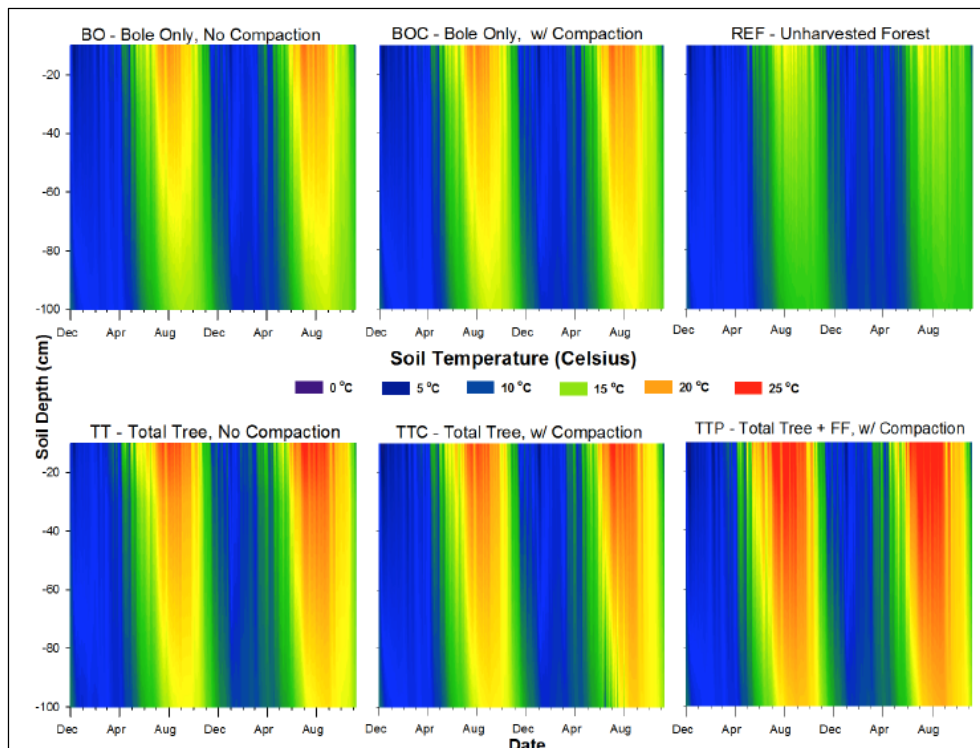 BO - Bole Only, No Compaction
BOC - Bole Only, w/ Compaction
REF - Unharvested Forest
-20
-40
-60
-80
-100
Dec Apr Aug Dec Apr Aug
Dec Apr Aug Dec Apr Aug
Dec Apr Aug Dec Apr Aug
Soil Depth (cm)
Soil Temperature (Celsius)
0 °C 5 °C 10 °C 15 °C 20 °C 25 °C
TT - Total Tree, No Compaction
TTC - Total Tree, w/ Compaction
TTP - Total Tree + FF, w/ Compaction
-20
-40
-60
-80
-100
Dec Apr Aug Dec Apr Aug
Dec Apr Aug Dec Apr Aug
Dec Apr Aug Dec Apr Aug
Date